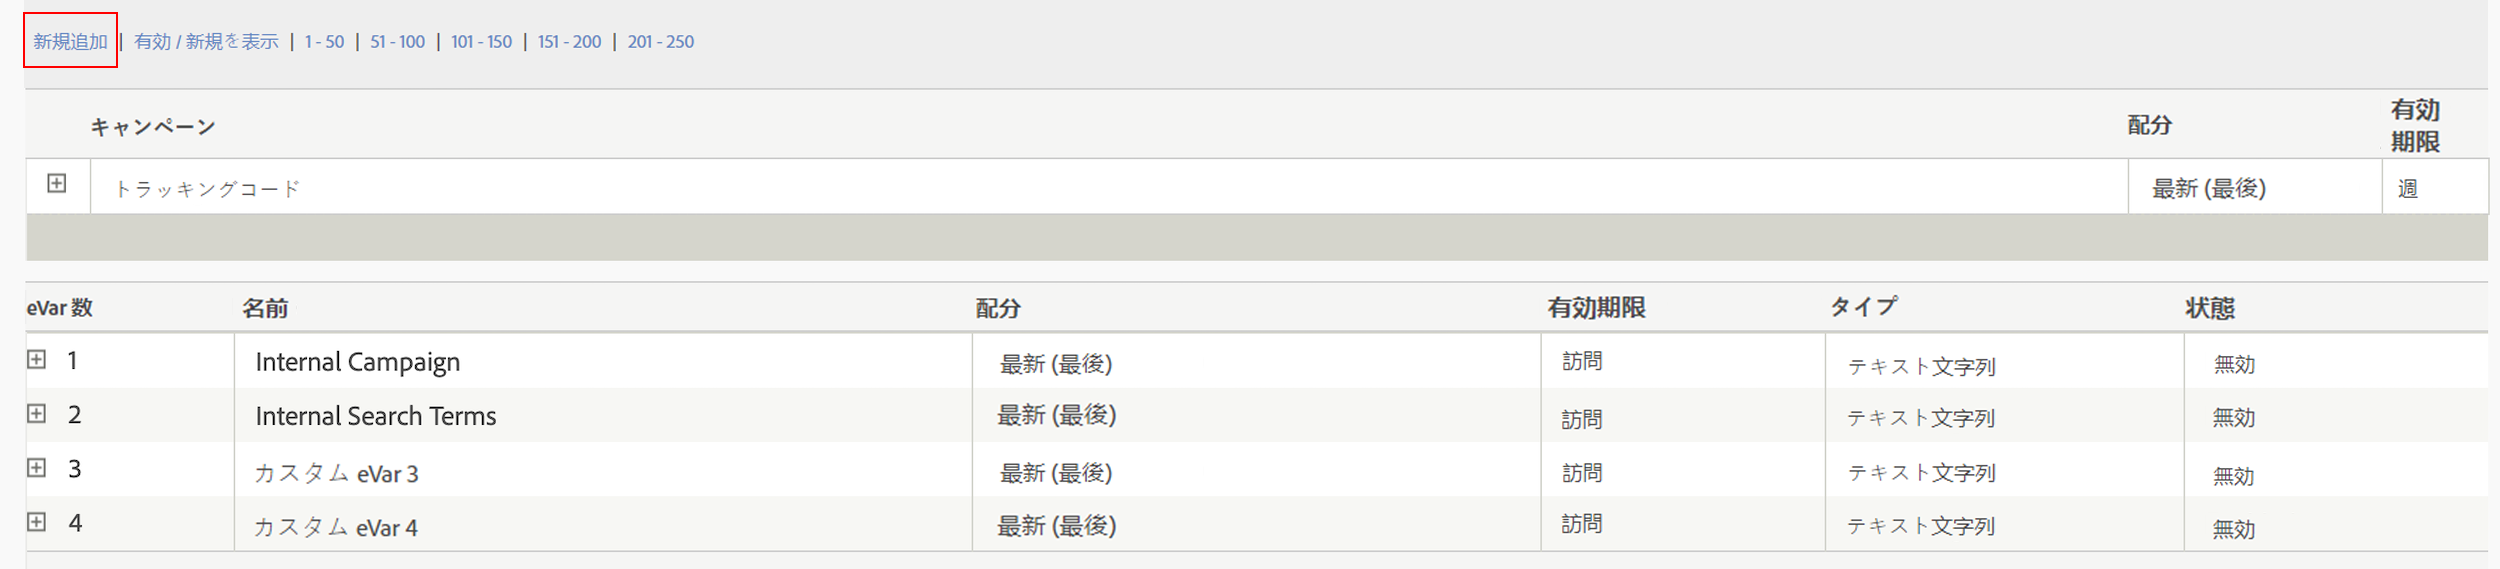 新規追加 | 有効 / 新規を表示 | 1 - 50 | 51 - 100 | 101 - 150 | 151 - 200 | 201 - 250
キャンペーン 配分 有効期限
トラッキングコード 最新 (最後) 週
eVar 数 名前 配分 有効期限 タイプ 状態
1 Internal Campaign 最新 (最後) 訪問 テキスト文字列 無効
2 Internal Search Terms 最新 (最後) 訪問 テキスト文字列 無効
3 カスタム eVar 3 最新 (最後) 訪問 テキスト文字列 無効
4 カスタム eVar 4 最新 (最後) 訪問 テキスト文字列 無効